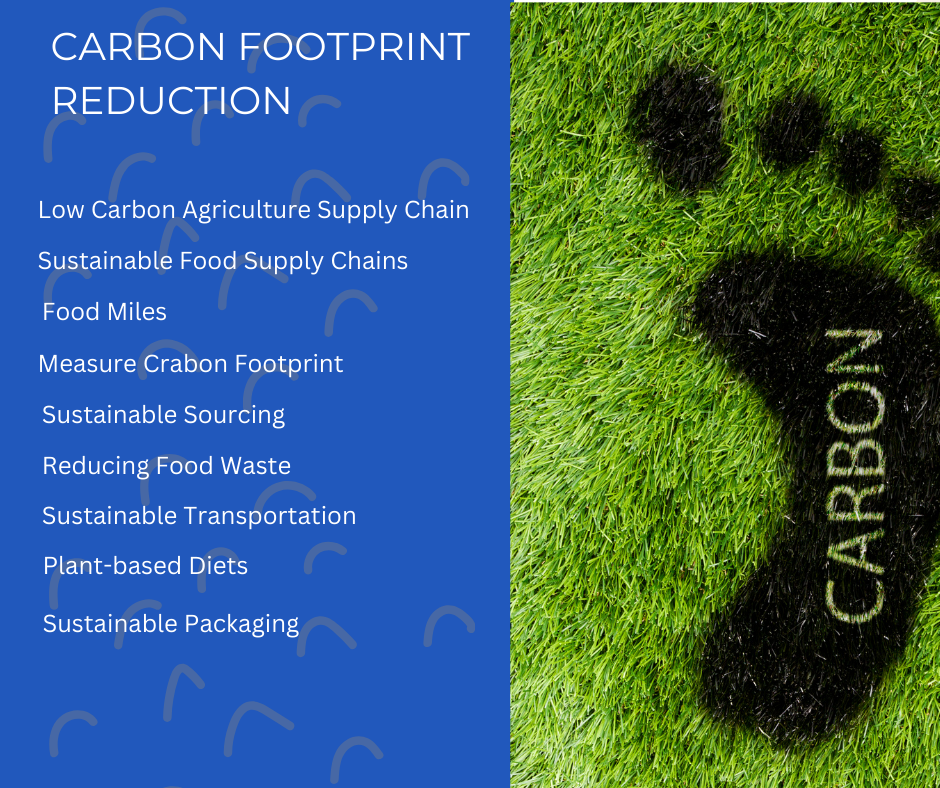 CARBON FOOTPRINT
REDUCTION
Low Carbon Agriculture Supply Chain
Sustainable Food Supply Chains
Food Miles
Measure Crabon Footprint
Sustainable Sourcing
Reducing Food Waste
Sustainable Transportation
Plant-based Diets
Sustainable Packaging
CARBON